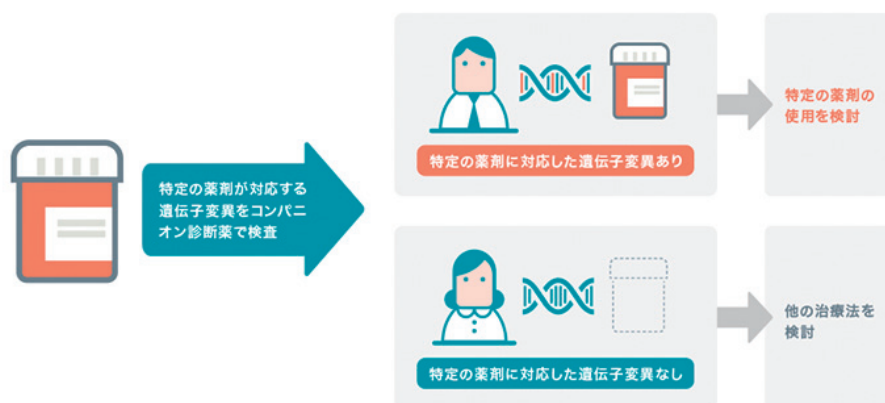 特定の薬剤が対応する
遺伝子変異をコンパニ
オン診断薬で検査
特定の薬剤に対応した遺伝子変異あり
特定の薬剤の
使用を検討
特定の薬剤に対応した遺伝子変異なし
他の治療法を
検討